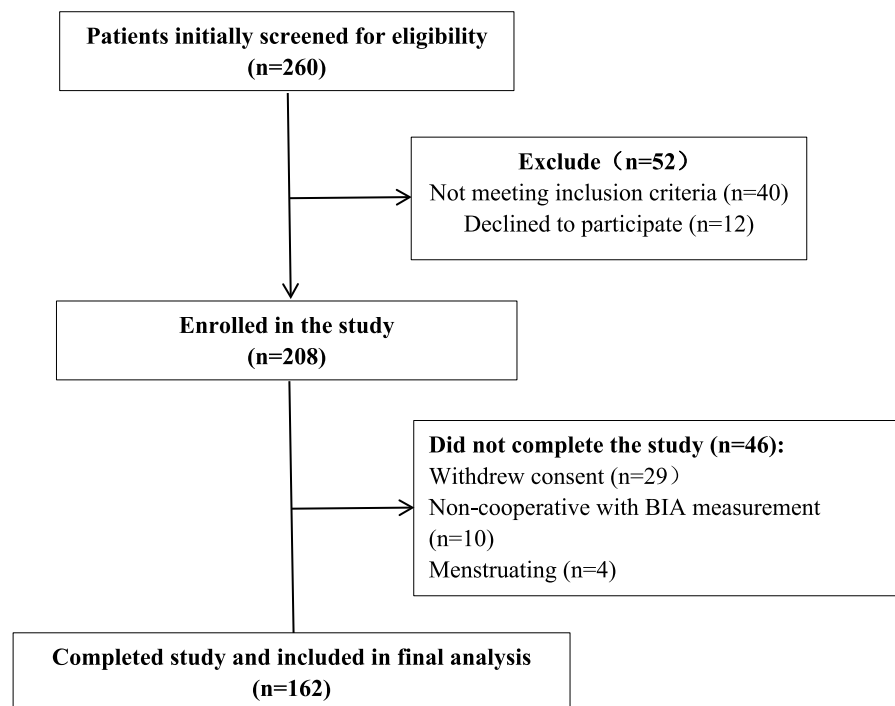 Patients initially screened for eligibility
(n=260)
Exclude（n=52）
Not meeting inclusion criteria (n=40)
Declined to participate (n=12)
Enrolled in the study
(n=208)
Did not complete the study (n=46):
Withdrew consent (n=29）
Non-cooperative with BIA measurement
(n=10)
Menstruating (n=4)
Completed study and included in final analysis
(n=162)